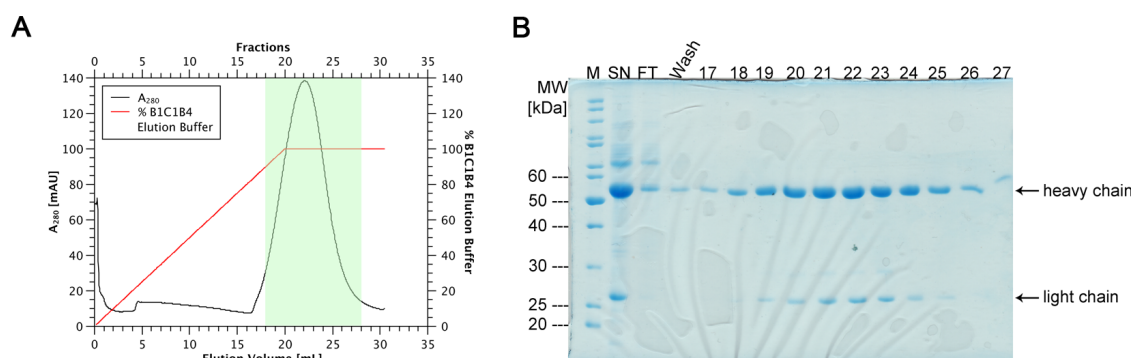 A
Fractions
0 5 10 15 20 25 30 35
140 140
A280
% B1C1B4
Elution Buffer
120 120
100 100
80 80
60 60
40 40
20 20
0 0
A280 [mAU]
% B1C1B4 Elution Buffer
0 5 10 15 20 25 30 35
Elution Volume [mL]
B
MW
[kDa]
M SN FT Wash 17 18 19 20 21 22 23 24 25 26 27
60 ---
50 ---
heavy chain
40 ---
30 ---
25 ---
light chain
20 ---